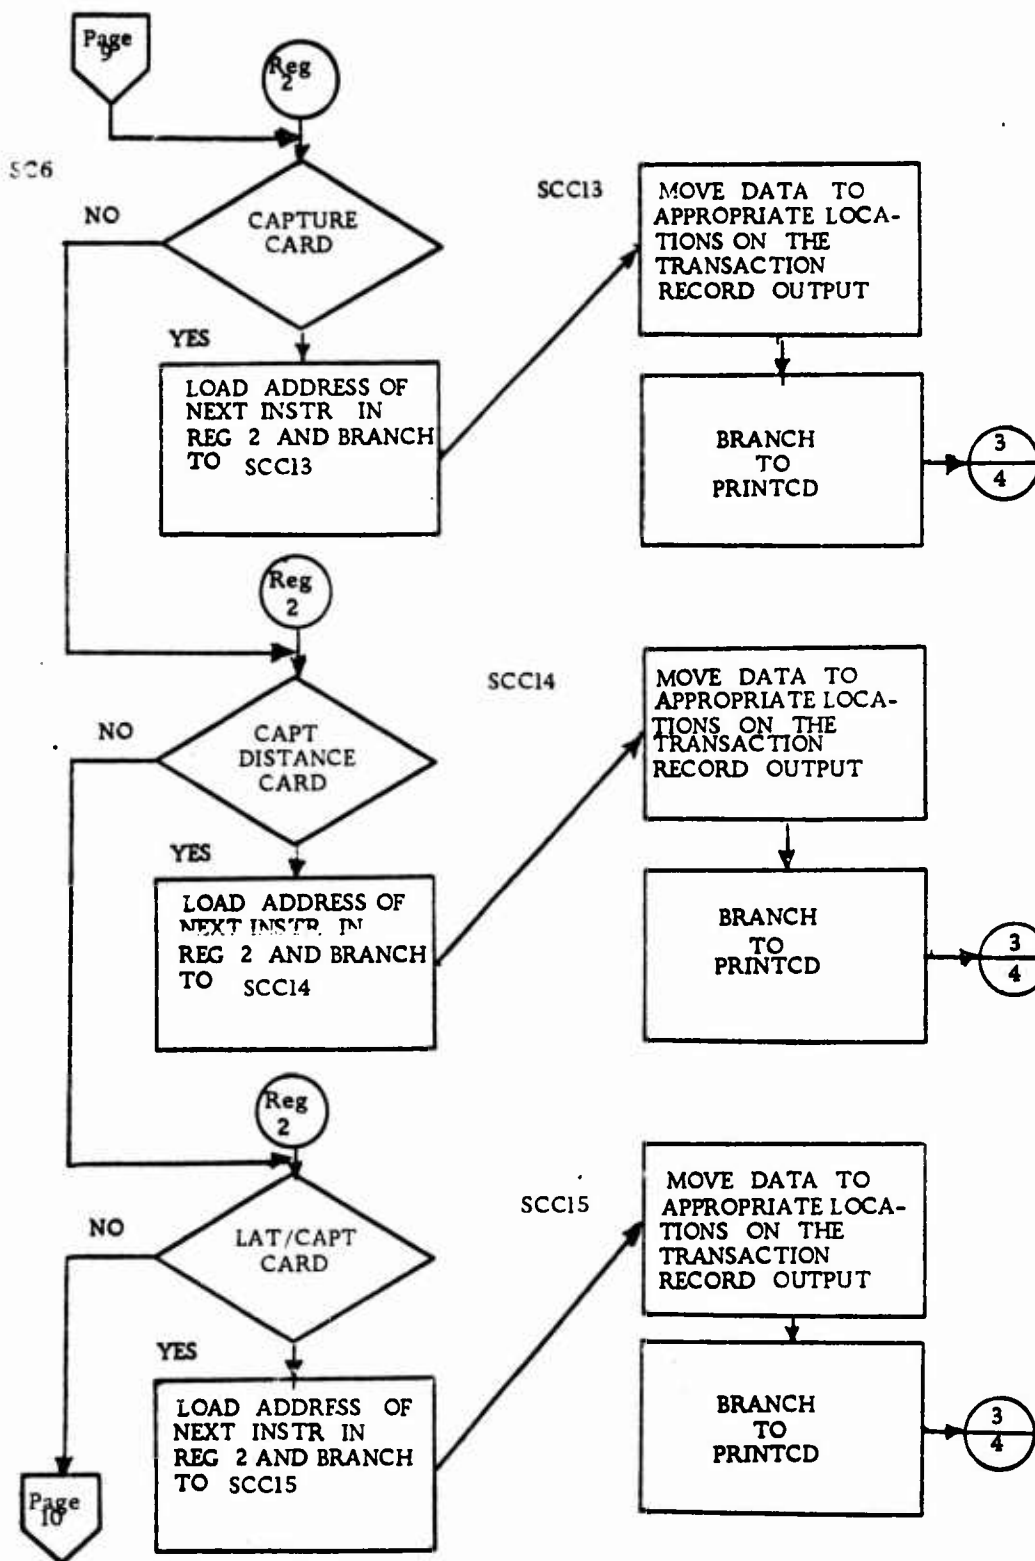 Page
9
Reg
2
SC6
NO
CAPTURE
CARD
YES
LOAD ADDRESS OF
NEXT INSTR IN
REG 2 AND BRANCH
TO SCC13
SCC13
MOVE DATA TO
APPROPRIATE LOCA-
TIONS ON THE
TRANSACTION
RECORD OUTPUT
BRANCH
TO
PRINTCD
3
4
Reg
2
NO
CAPT
DISTANCE
CARD
YES
LOAD ADDRESS OF
NEXT INSTR IN
REG 2 AND BRANCH
TO SCC14
SCC14
MOVE DATA TO
APPROPRIATE LOCA-
TIONS ON THE
TRANSACTION
RECORD OUTPUT
BRANCH
TO
PRINTCD
3
4
Reg
2
NO
LAT/CAPT
CARD
YES
LOAD ADDRESS OF
NEXT INSTR IN
REG 2 AND BRANCH
TO SCC15
SCC15
MOVE DATA TO
APPROPRIATE LOCA-
TIONS ON THE
TRANSACTION
RECORD OUTPUT
BRANCH
TO
PRINTCD
3
4
Page
10